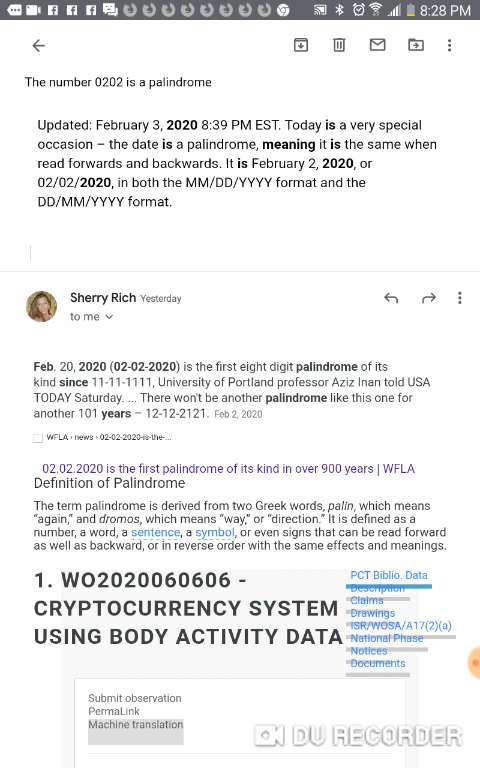 8:28 PM
The number 0202 is a palindrome
Updated: February 3, 2020 8:39 PM EST. Today is a very special
occasion – the date is a palindrome, meaning it is the same when
read forwards and backwards. It is February 2, 2020, or
02/02/2020, in both the MM/DD/YYYY format and the
DD/MM/YYYY format.
Sherry Rich Yesterday
to me
Feb. 20, 2020 (02-02-2020) is the first eight digit palindrome of its
kind since 11-11-1111, University of Portland professor Aziz Inan told USA
TODAY Saturday. ... There won't be another palindrome like this one for
another 101 years – 12-12-2121. Feb 2, 2020
WFLA › news › 02-02-2020-is-the-...
02.02.2020 is the first palindrome of its kind in over 900 years | WFLA
Definition of Palindrome
The term palindrome is derived from two Greek words, palin, which means
“again,” and dromos, which means “way,” or “direction.” It is defined as a
number, a word, a sentence, a symbol, or even signs that can be read forward
as well as backward, or in reverse order with the same effects and meanings.
1. WO2020060606 -
CRYPTOCURRENCY SYSTEM
USING BODY ACTIVITY DATA
PCT Biblio. Data
Description
Claims
Drawings
ISR/WOSA/A17(2)(a)
National Phase
Notices
Documents
Submit observation
PermaLink
Machine translation
DU RECORDER